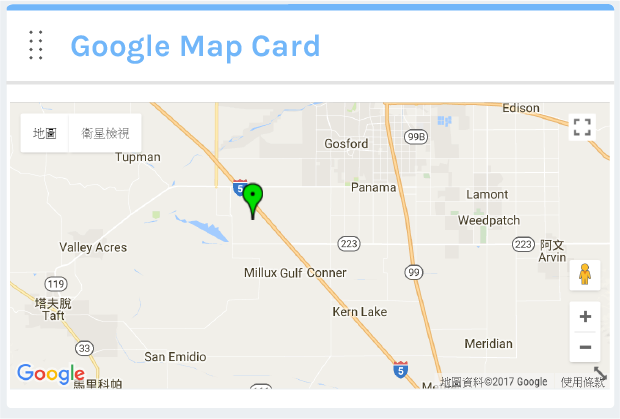 Google Map Card
Edison
地圖
衛星檢視
99B
Gosford
Tupman
5
Panama
Lamont
Weedpatch
Valley Acres
223
223
阿文
Arvin
Millux Gulf Conner
99
119
塔夫脫
Taft
Kern Lake
33
Meridian
San Emidio
5
Google
馬里科帕
地圖資料©2017 Google
使用條款